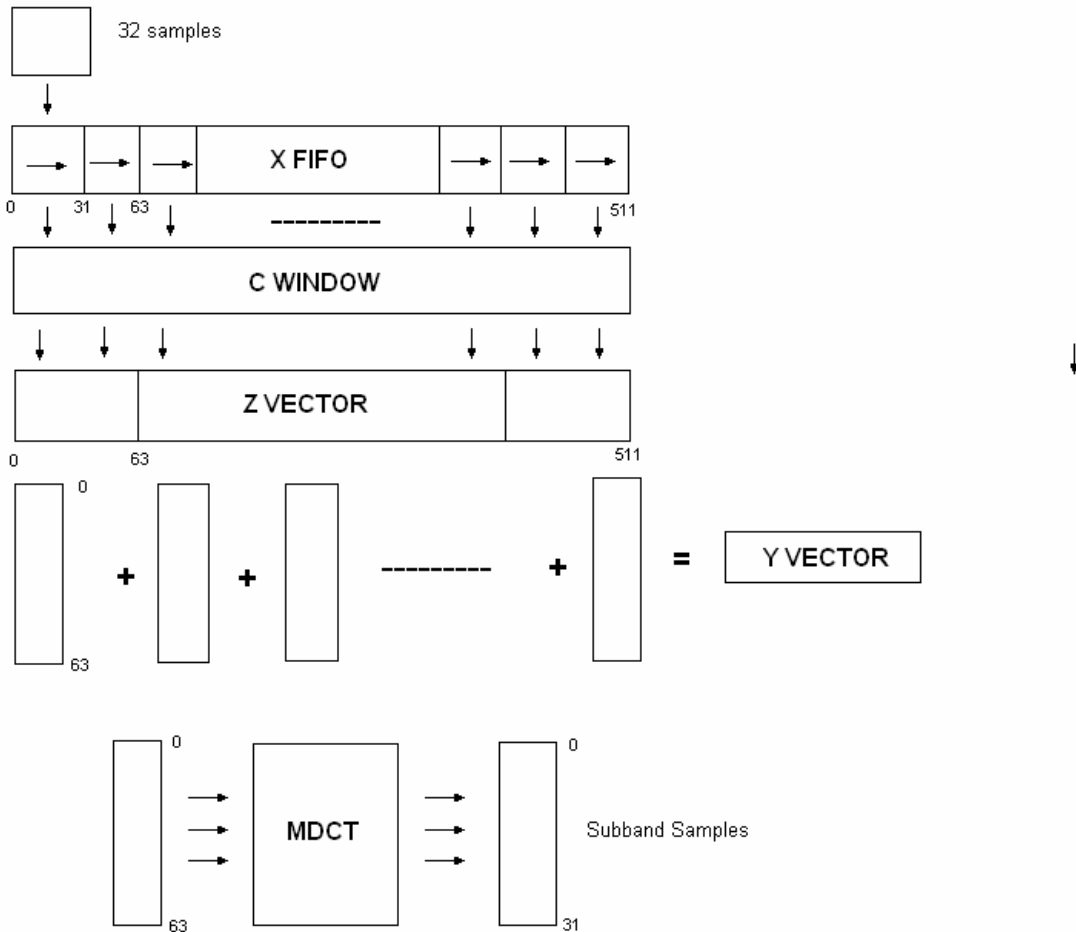 32 samples
X FIFO
0 31 63 511
---------
C WINDOW
Z VECTOR
0 63 511
0
+ + --------- + = Y VECTOR
63
0 0
MDCT Subband Samples
63 31